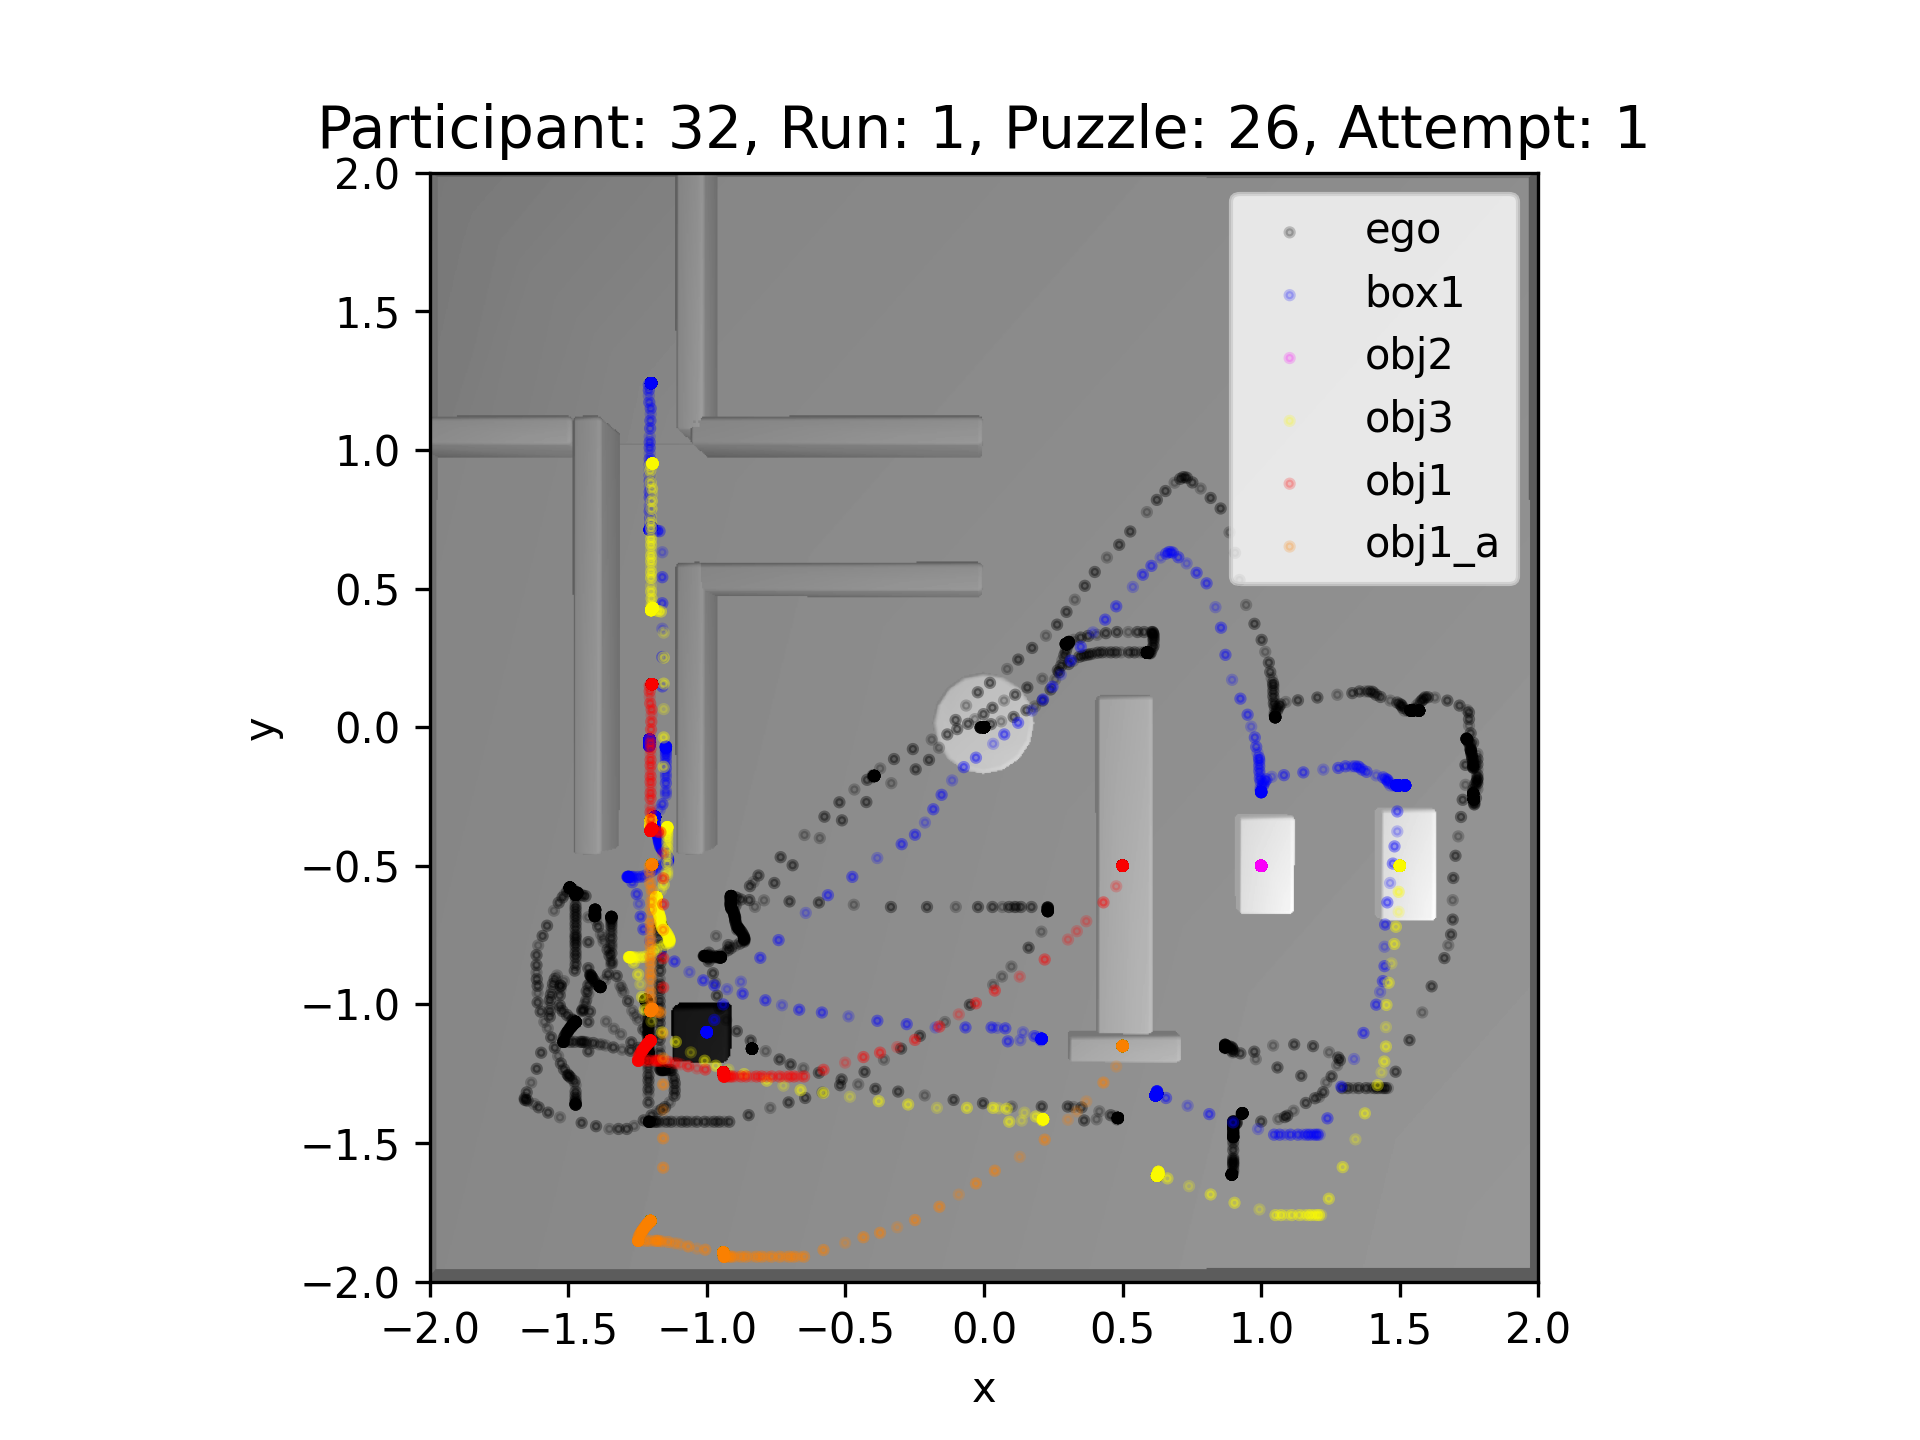 Participant: 32, Run: 1, Puzzle: 26, Attempt: 1
2.0
1.5
1.0
0.5
0.0
−0.5
−1.0
−1.5
−2.0
y
ego
box1
obj2
obj3
obj1
obj1_a
−2.0 −1.5 −1.0 −0.5 0.0 0.5 1.0 1.5 2.0
x